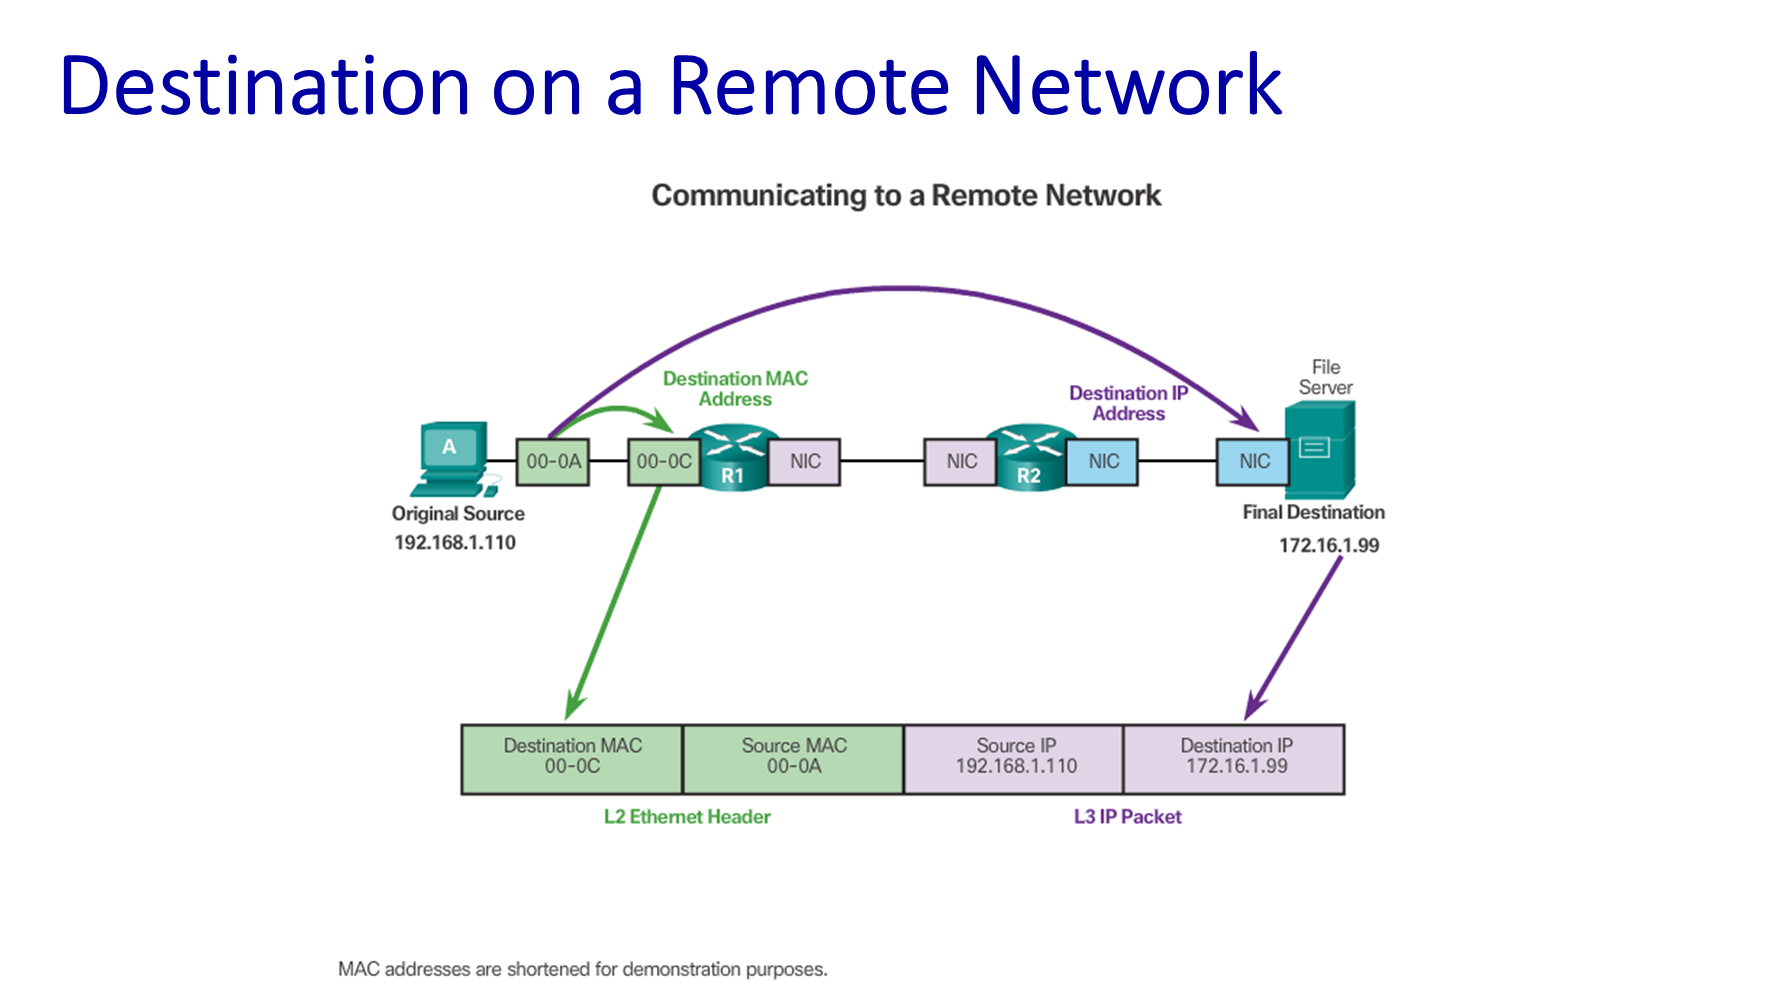 Destination on a Remote Network
Communicating to a Remote Network
File
Server
Destination MAC
Address
Destination IP
Address
A
00-0A
00-0C
R1
NIC
NIC
R2
NIC
NIC
Original Source
192.168.1.110
Final Destination
172.16.1.99
Destination MAC
00-0C
Source MAC
00-0A
Source IP
192.168.1.110
Destination IP
172.16.1.99
L2 Ethernet Header
L3 IP Packet
MAC addresses are shortened for demonstration purposes.